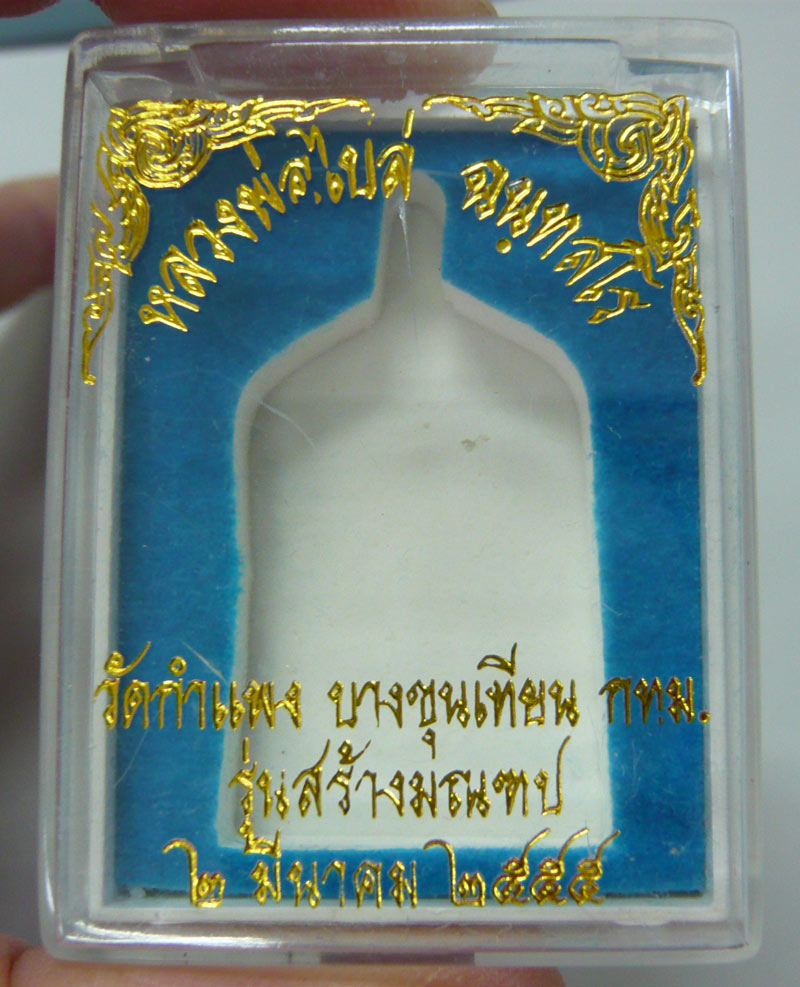 หลวงพ่อไปล่ ฉนฺทสโร
วัดกำแพง บางขุนเทียน กทม.
รุ่นสร้างมณฑป
๒ มีนาคม ๒๕๕๕